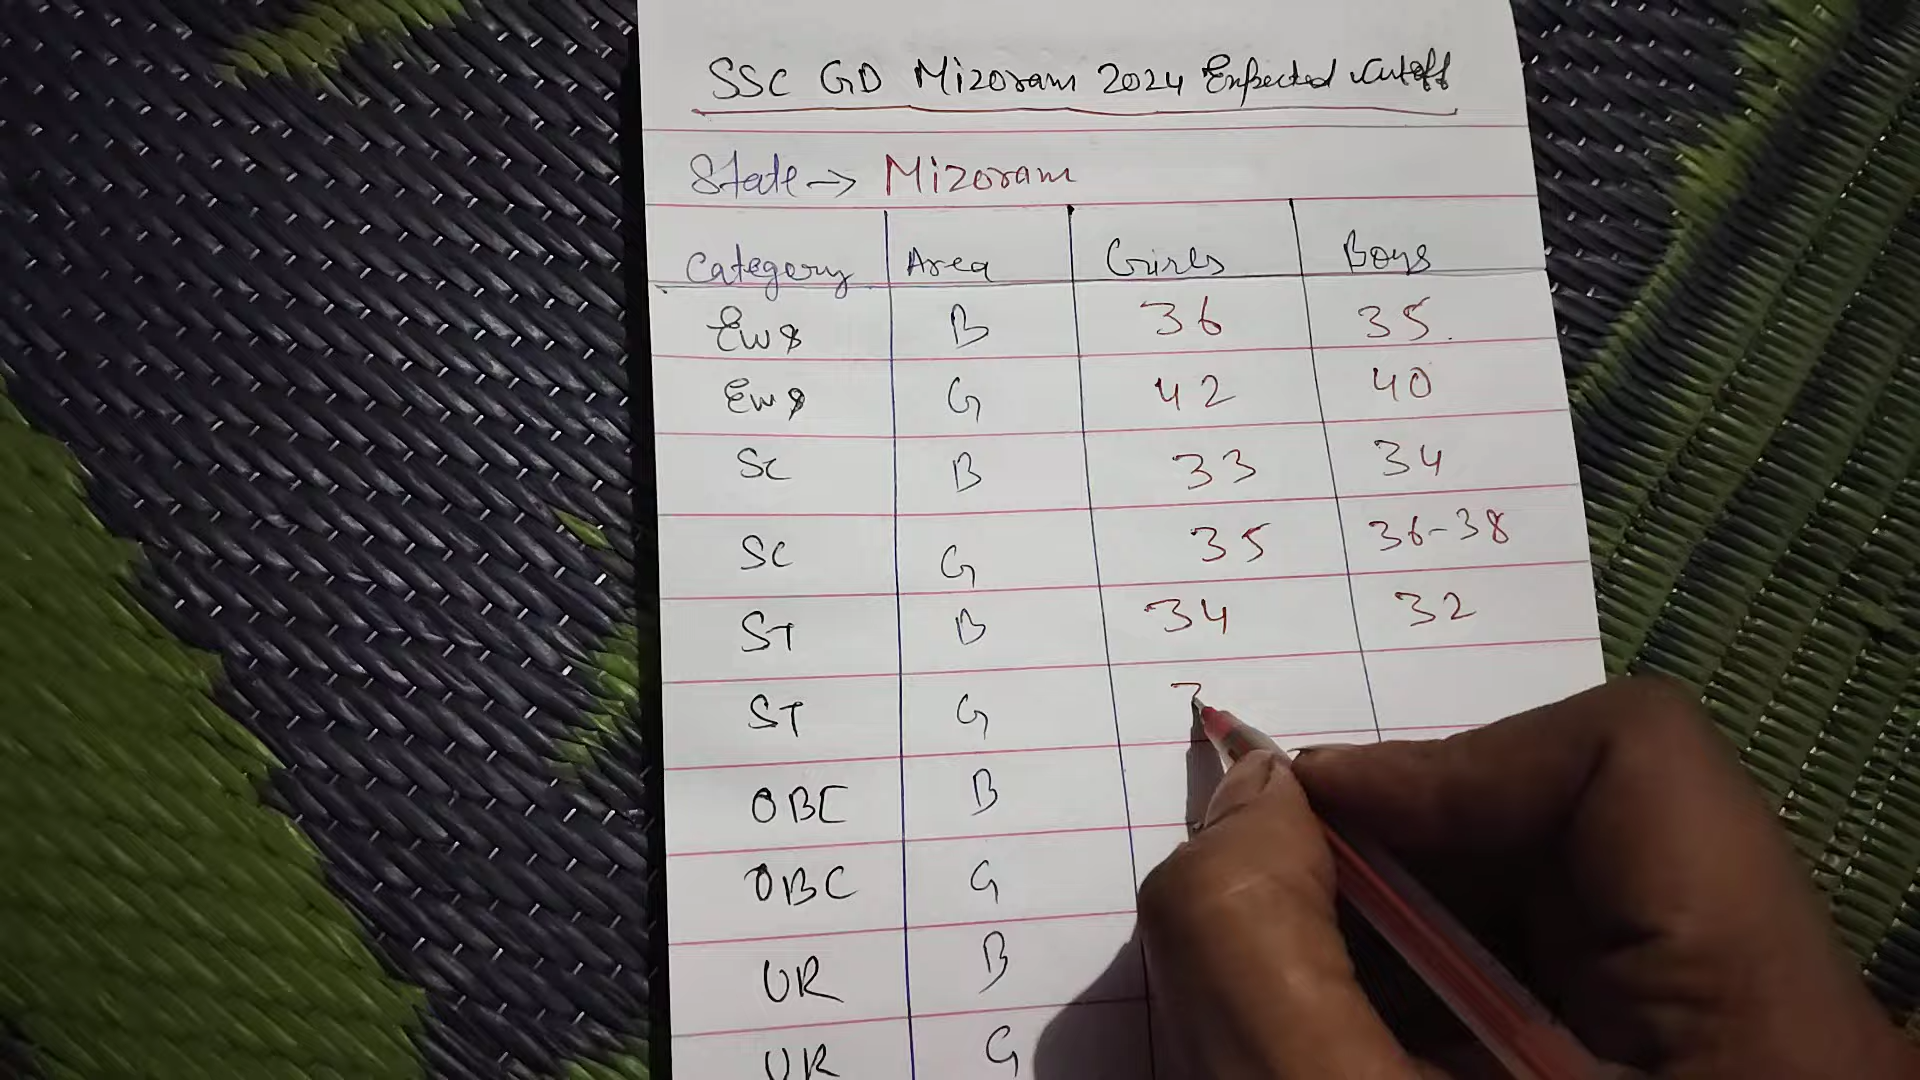 SSC GD Mizoram 2024 Expected Cutoff
State → Mizoram
Category Area Girls Boys
Ews B 36 35
Ews G 42 40
SC B 33 34
SC G 35 36-38
ST B 34 32
ST G
OBC B
OBC G
UR B
UR G